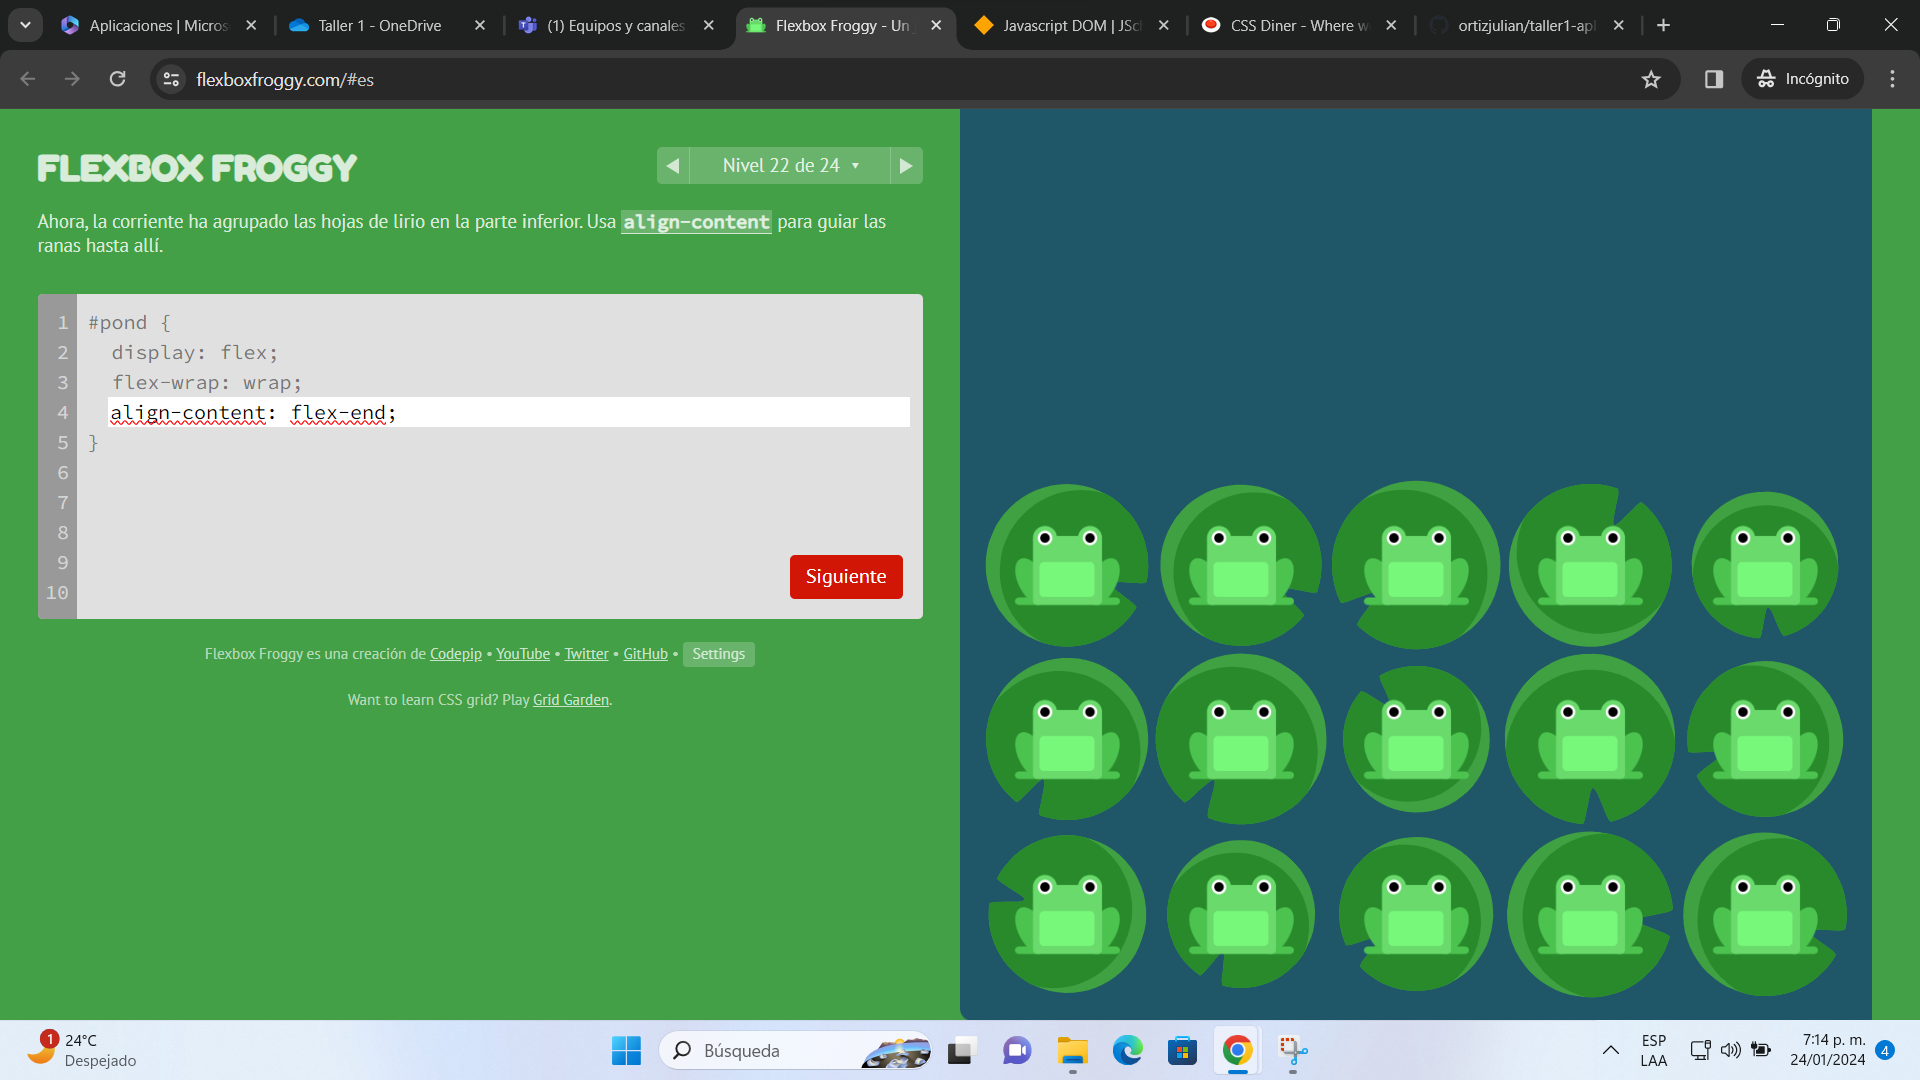 Aplicaciones | Micros
Taller 1 - OneDrive
(1) Equipos y canales
Flexbox Froggy - Un
Javascript DOM | JSc
CSS Diner - Where w
ortizjulian/taller1-apl
flexboxfroggy.com/#es
Incógnito
FLEXBOX FROGGY
Nivel 22 de 24
Ahora, la corriente ha agrupado las hojas de lirio en la parte inferior. Usa align-content para guiar las
ranas hasta allí.
1 #pond {
2 display: flex;
3 flex-wrap: wrap;
4 align-content: flex-end;
5 }
6
7
8
9
10
Siguiente
Flexbox Froggy es una creación de Codepip • YouTube • Twitter • GitHub • Settings
Want to learn CSS grid? Play Grid Garden.
1
24°C
Despejado
Búsqueda
ESP
LAA
7:14 p. m.
24/01/2024
4